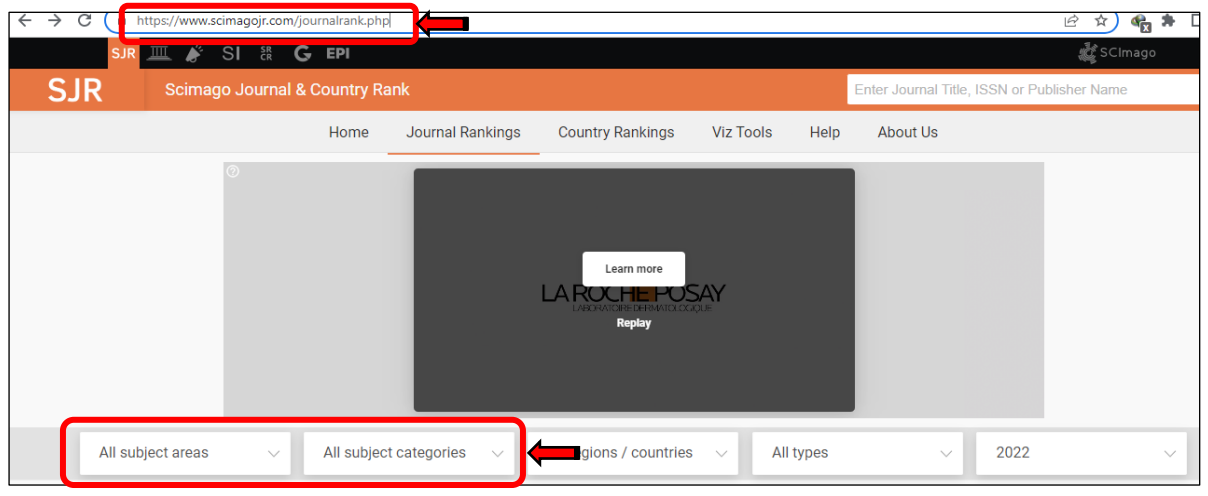 https://www.scimagojr.com/journalrank.php
SJR SI SR CR G EPI SCImago
SJR Scimago Journal & Country Rank Enter Journal Title, ISSN or Publisher Name
Home Journal Rankings Country Rankings Viz Tools Help About Us
Learn more
LA ROCHE POSAY
LABORATOIRE DERMATOLOGIQUE
Replay
All subject areas All subject categories gions / countries All types 2022